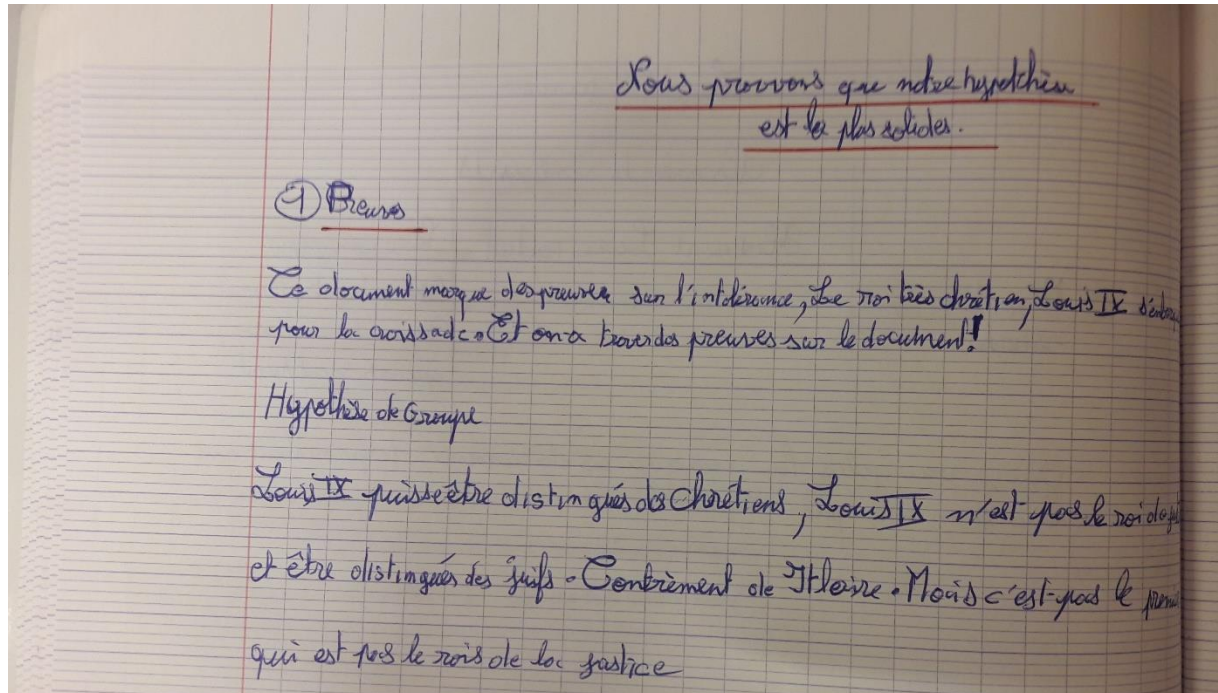 Nous prouvons que notre hypothèse
est la plus solides.
① Preuves
Ce document marque des preuves sur l'intolérance, Le roi très chrétien, Louis IX
pour la croissade. Et on a trouver des preuves sur le document!
Hypothèse de Groupe
Louis IX puisse être distingués des Chrétiens, Louis IX n'est pas le roi de
et être distingués des juifs. Contrèment de Mais c'est pas le
qui est pas le rois de la justice